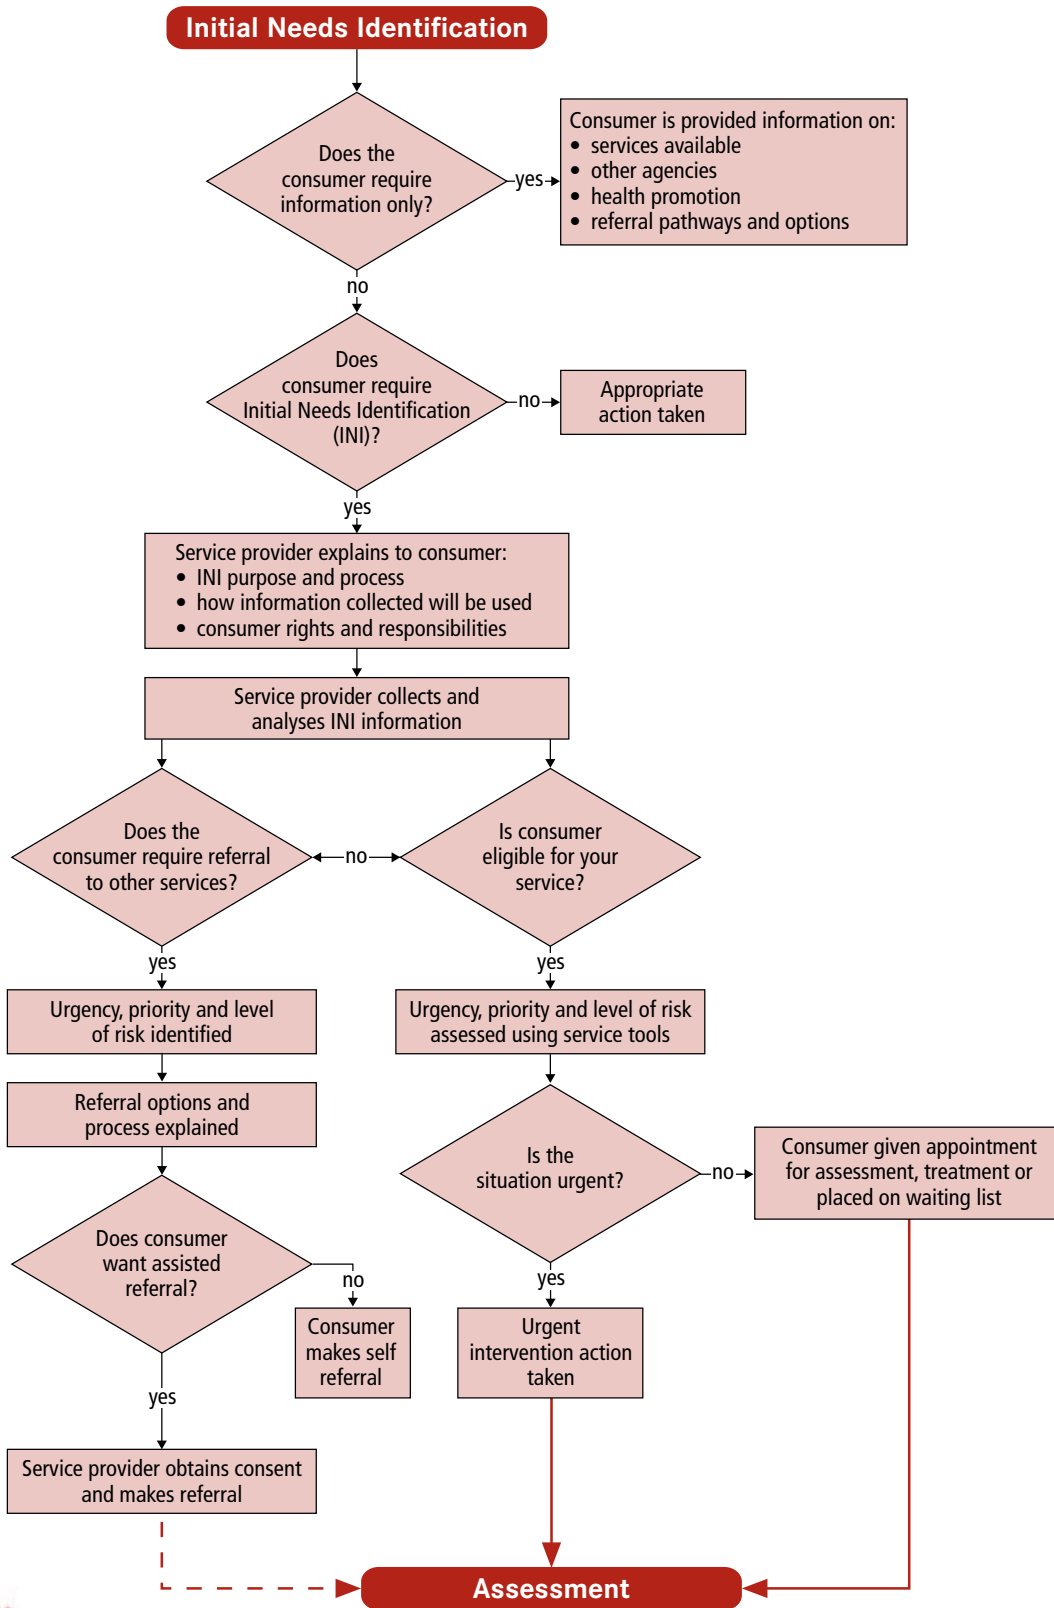 Initial Needs Identification
Does the
consumer require
information only?
yes
Consumer is provided information on:
• services available
• other agencies
• health promotion
• referral pathways and options
no
Does
consumer require
Initial Needs Identification
(INI)?
no
Appropriate
action taken
yes
Service provider explains to consumer:
• INI purpose and process
• how information collected will be used
• consumer rights and responsibilities
Service provider collects and
analyses INI information
Does the
consumer require referral
to other services?
no
Is consumer
eligible for your
service?
yes
yes
Urgency, priority and level
of risk identified
Urgency, priority and level of risk
assessed using service tools
Referral options and
process explained
Is the
situation urgent?
no
Consumer given appointment
for assessment, treatment or
placed on waiting list
Does consumer
want assisted
referral?
no
yes
Consumer
makes self
referral
Urgent
intervention action
taken
yes
Service provider obtains consent
and makes referral
Assessment